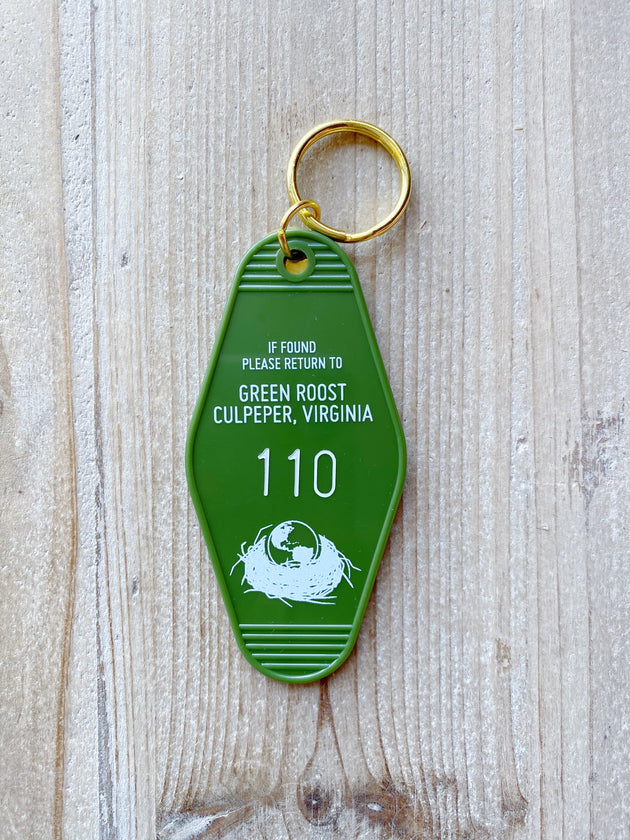 IF FOUND
PLEASE RETURN TO
GREEN ROOST
CULPEPER, VIRGINIA
110